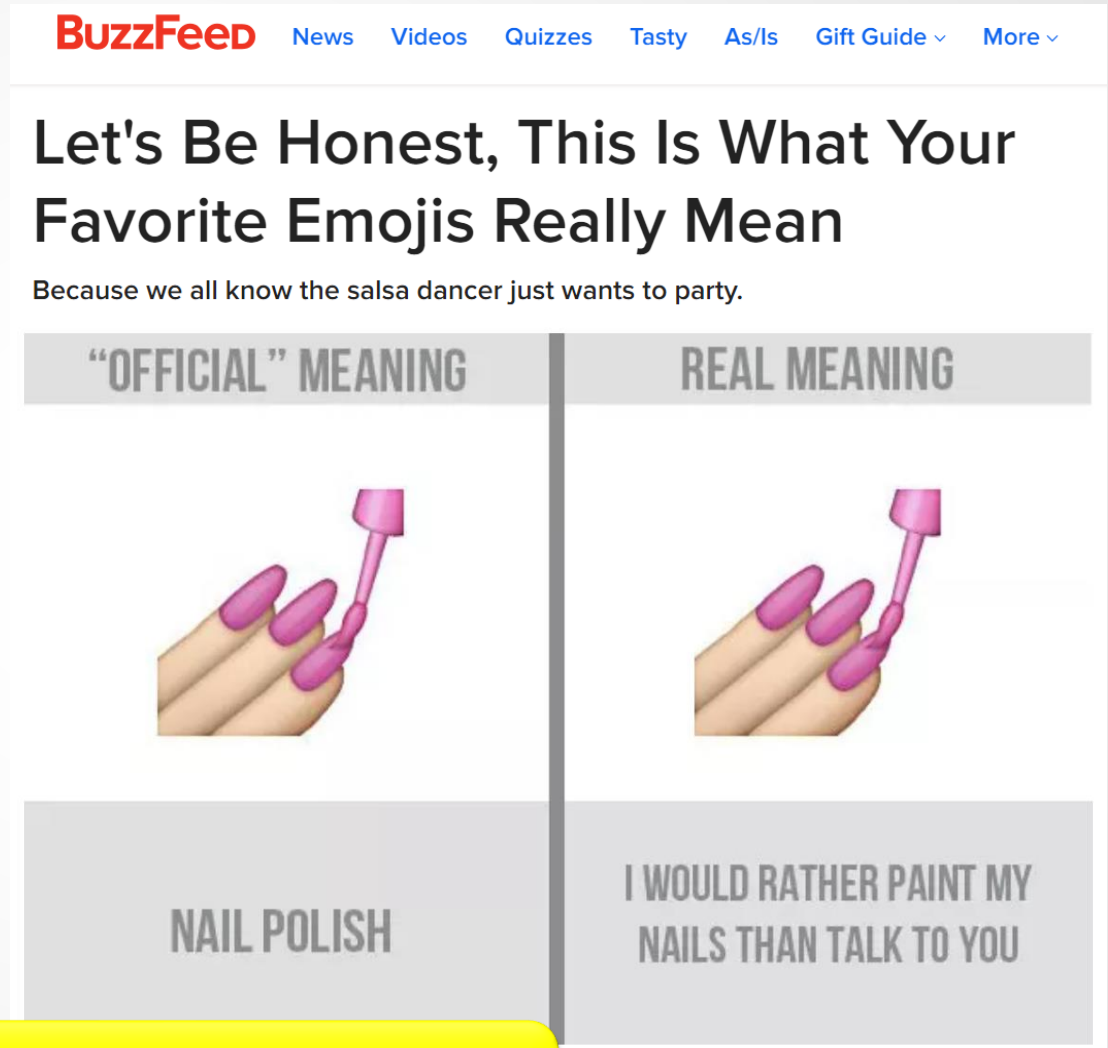 BuzzFeeD News Videos Quizzes Tasty As/Is Gift Guide More
Let's Be Honest, This Is What Your
Favorite Emojis Really Mean
Because we all know the salsa dancer just wants to party.
“OFFICIAL” MEANING
REAL MEANING
NAIL POLISH
I WOULD RATHER PAINT MY
NAILS THAN TALK TO YOU